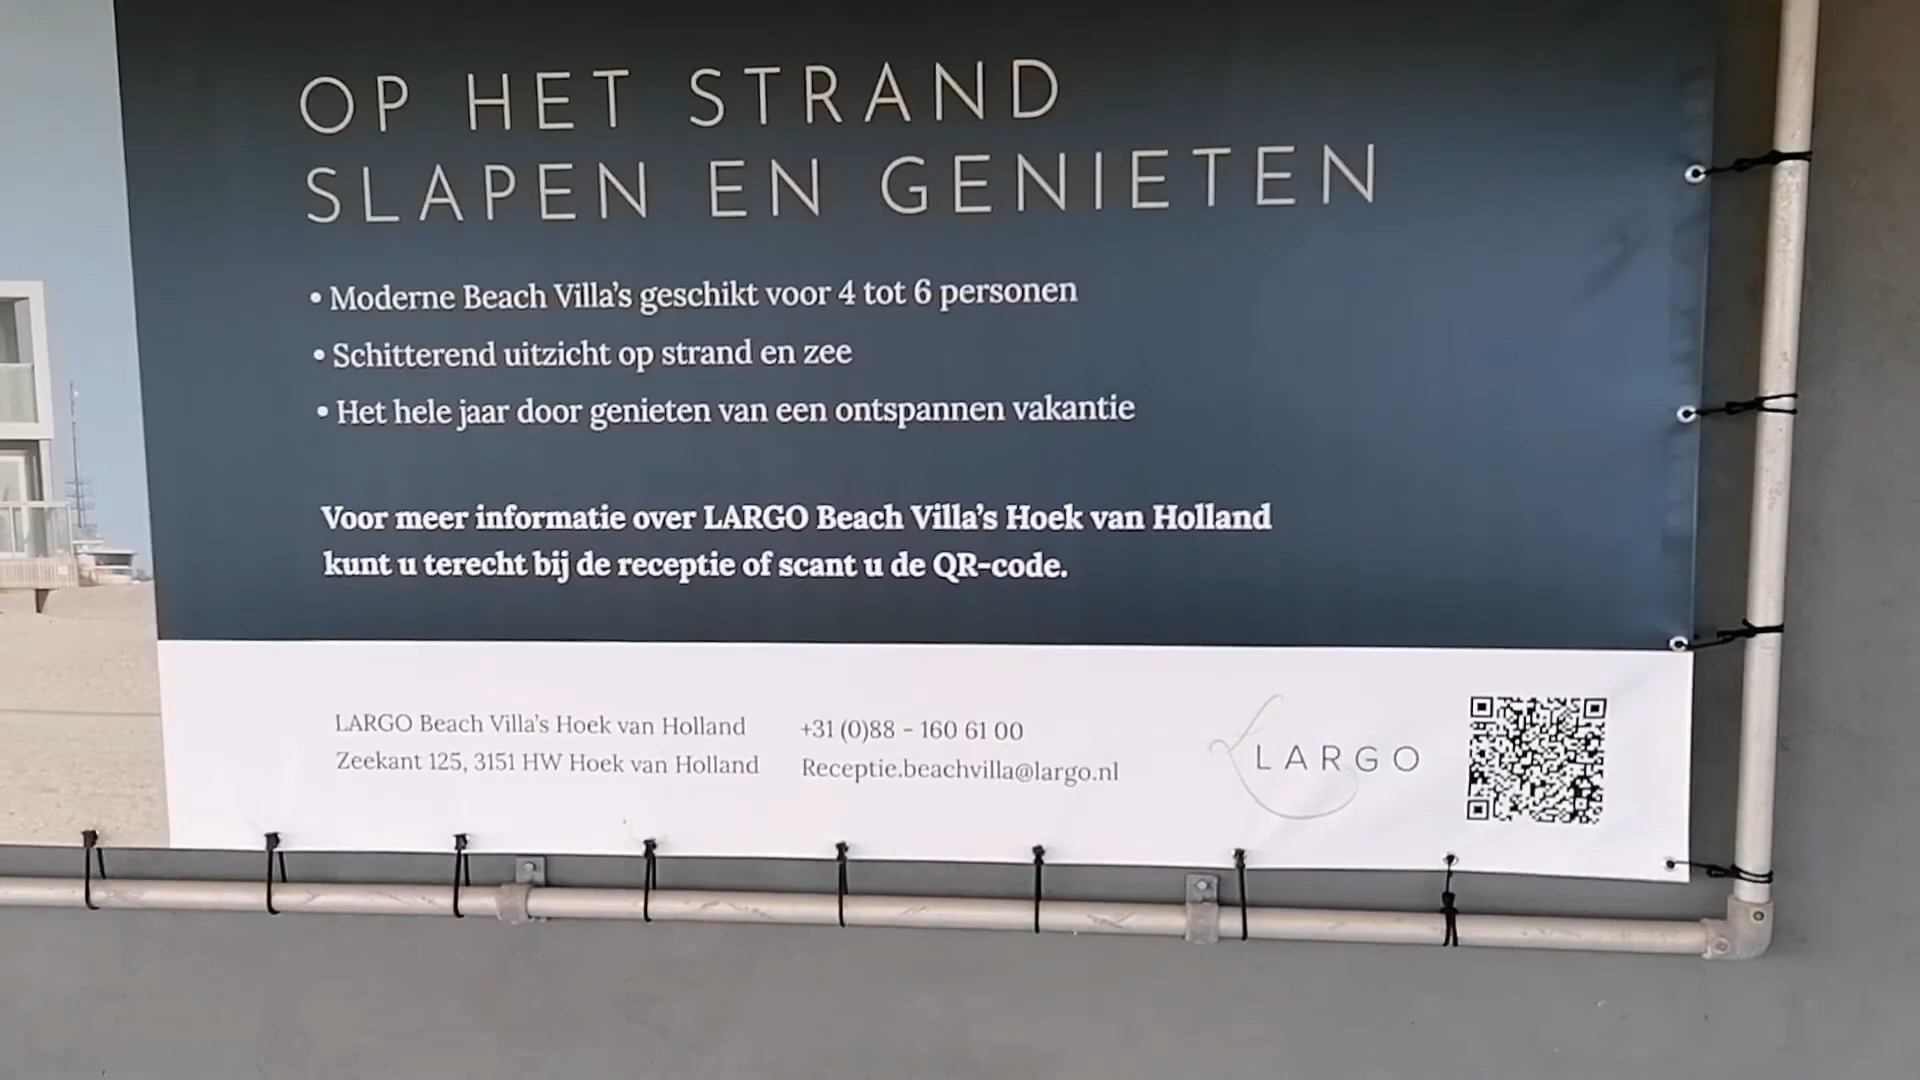 OP HET STRAND
SLAPEN EN GENIETEN
• Moderne Beach Villa's geschikt voor 4 tot 6 personen
• Schitterend uitzicht op strand en zee
• Het hele jaar door genieten van een ontspannen vakantie
Voor meer informatie over LARGO Beach Villa's Hoek van Holland
kunt u terecht bij de receptie of scant u de QR-code.
LARGO Beach Villa's Hoek van Holland
Zeekant 125, 3151 HW Hoek van Holland
+31 (0)88 - 160 61 00
Receptie.beachvilla@largo.nl
L LARGO